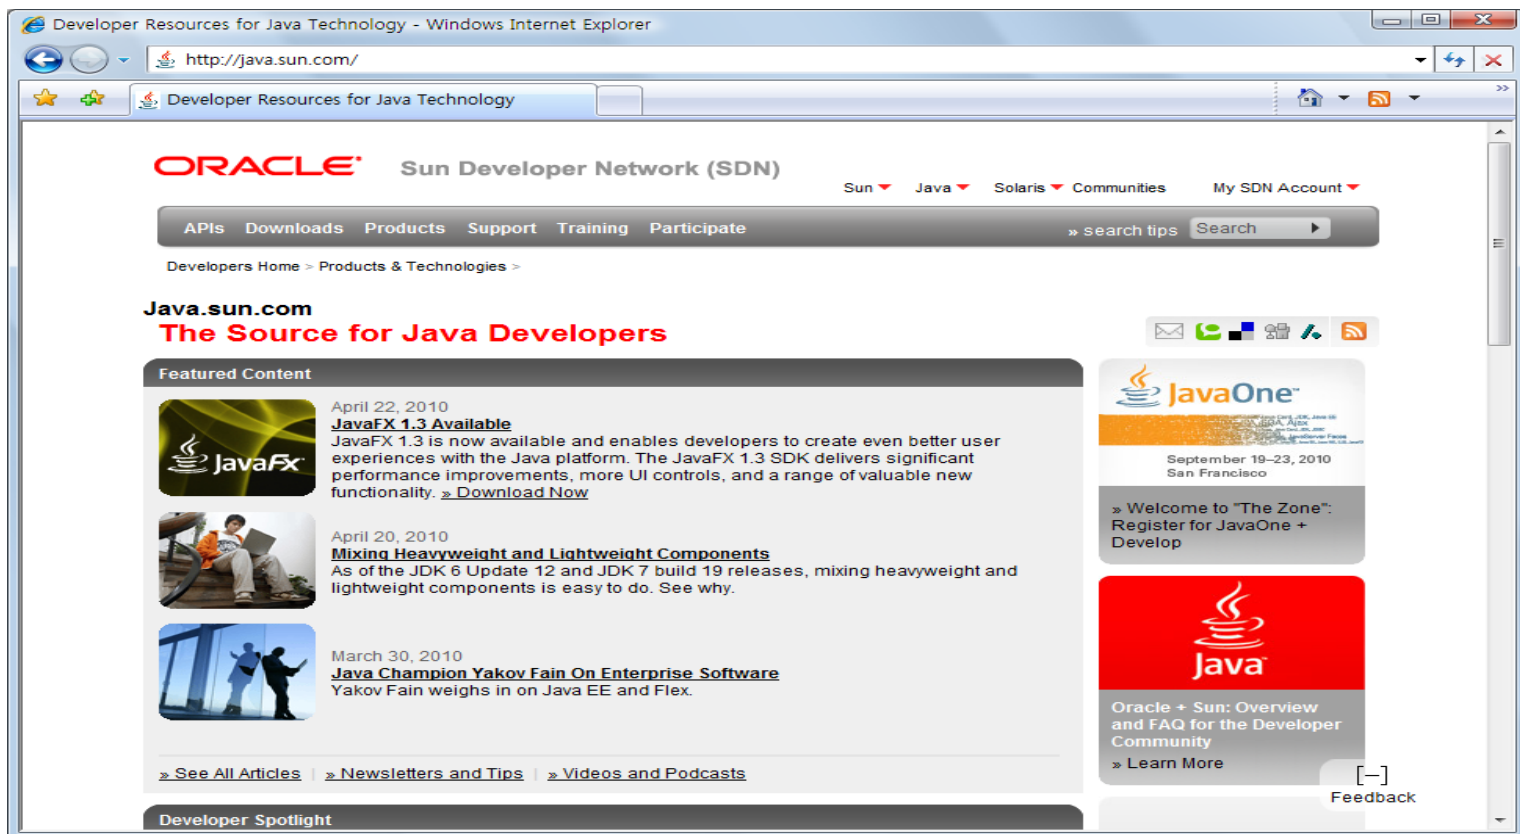 Developer Resources for Java Technology - Windows Internet Explorer
http://java.sun.com/
Developer Resources for Java Technology
ORACLE Sun Developer Network (SDN)
Sun Java Solaris Communities My SDN Account
APIs Downloads Products Support Training Participate » search tips Search
Developers Home > Products & Technologies >
Java.sun.com
The Source for Java Developers
Featured Content
April 22, 2010
JavaFX 1.3 Available
JavaFX 1.3 is now available and enables developers to create even better user
experiences with the Java platform. The JavaFX 1.3 SDK delivers significant
performance improvements, more UI controls, and a range of valuable new
functionality. » Download Now
JavaFX
April 20, 2010
Mixing Heavyweight and Lightweight Components
As of the JDK 6 Update 12 and JDK 7 build 19 releases, mixing heavyweight and
lightweight components is easy to do. See why.
March 30, 2010
Java Champion Yakov Fain On Enterprise Software
Yakov Fain weighs in on Java EE and Flex.
» See All Articles | » Newsletters and Tips | » Videos and Podcasts
Developer Spotlight
JavaOne™
September 19–23, 2010
San Francisco
» Welcome to "The Zone":
Register for JavaOne +
Develop
Java™
Oracle + Sun: Overview
and FAQ for the Developer
Community
» Learn More
[–]
Feedback